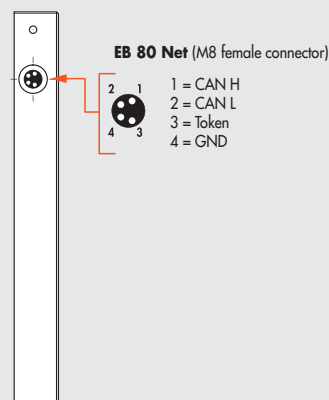 EB 80 Net (M8 female connector)
2 1
4 3
1 = CAN H
2 = CAN L
3 = Token
4 = GND